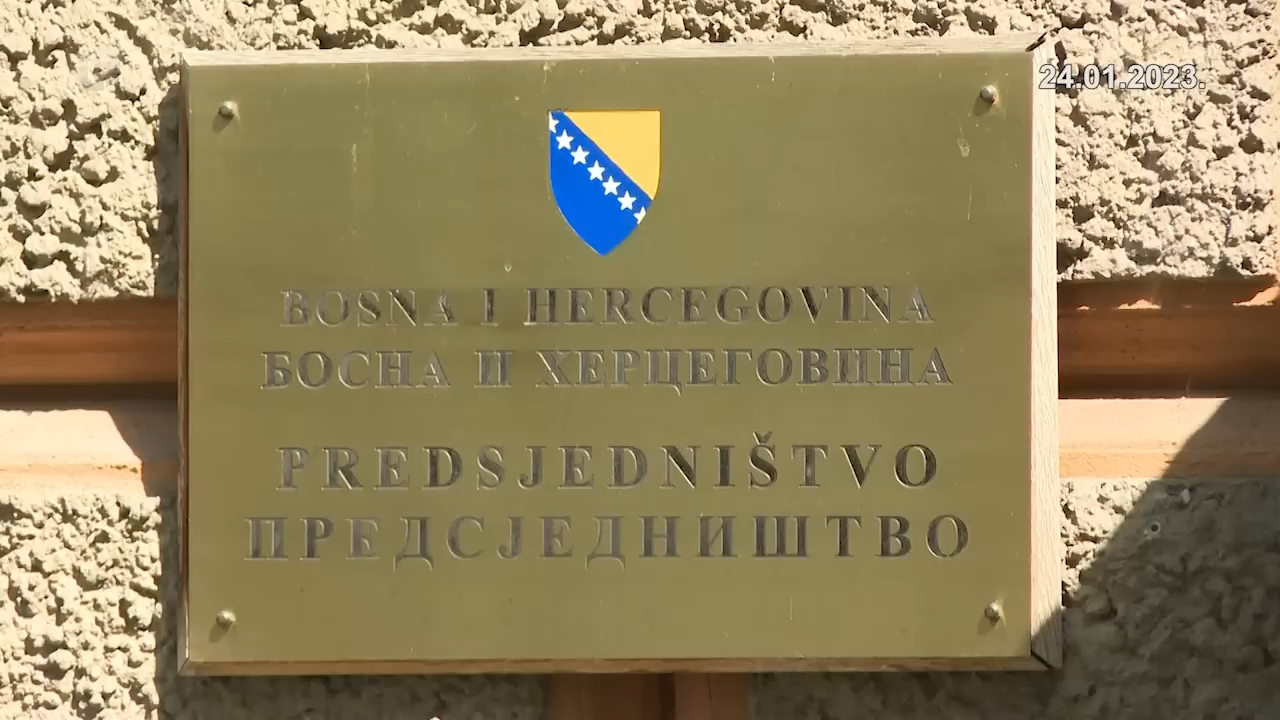 24.01.2023.
BOSNA I HERCEGOVINA
БОСНА И ХЕРЦЕГОВИНА
PREDSJEDNIŠTVO
ПРЕДСЈЕДНИШТВО